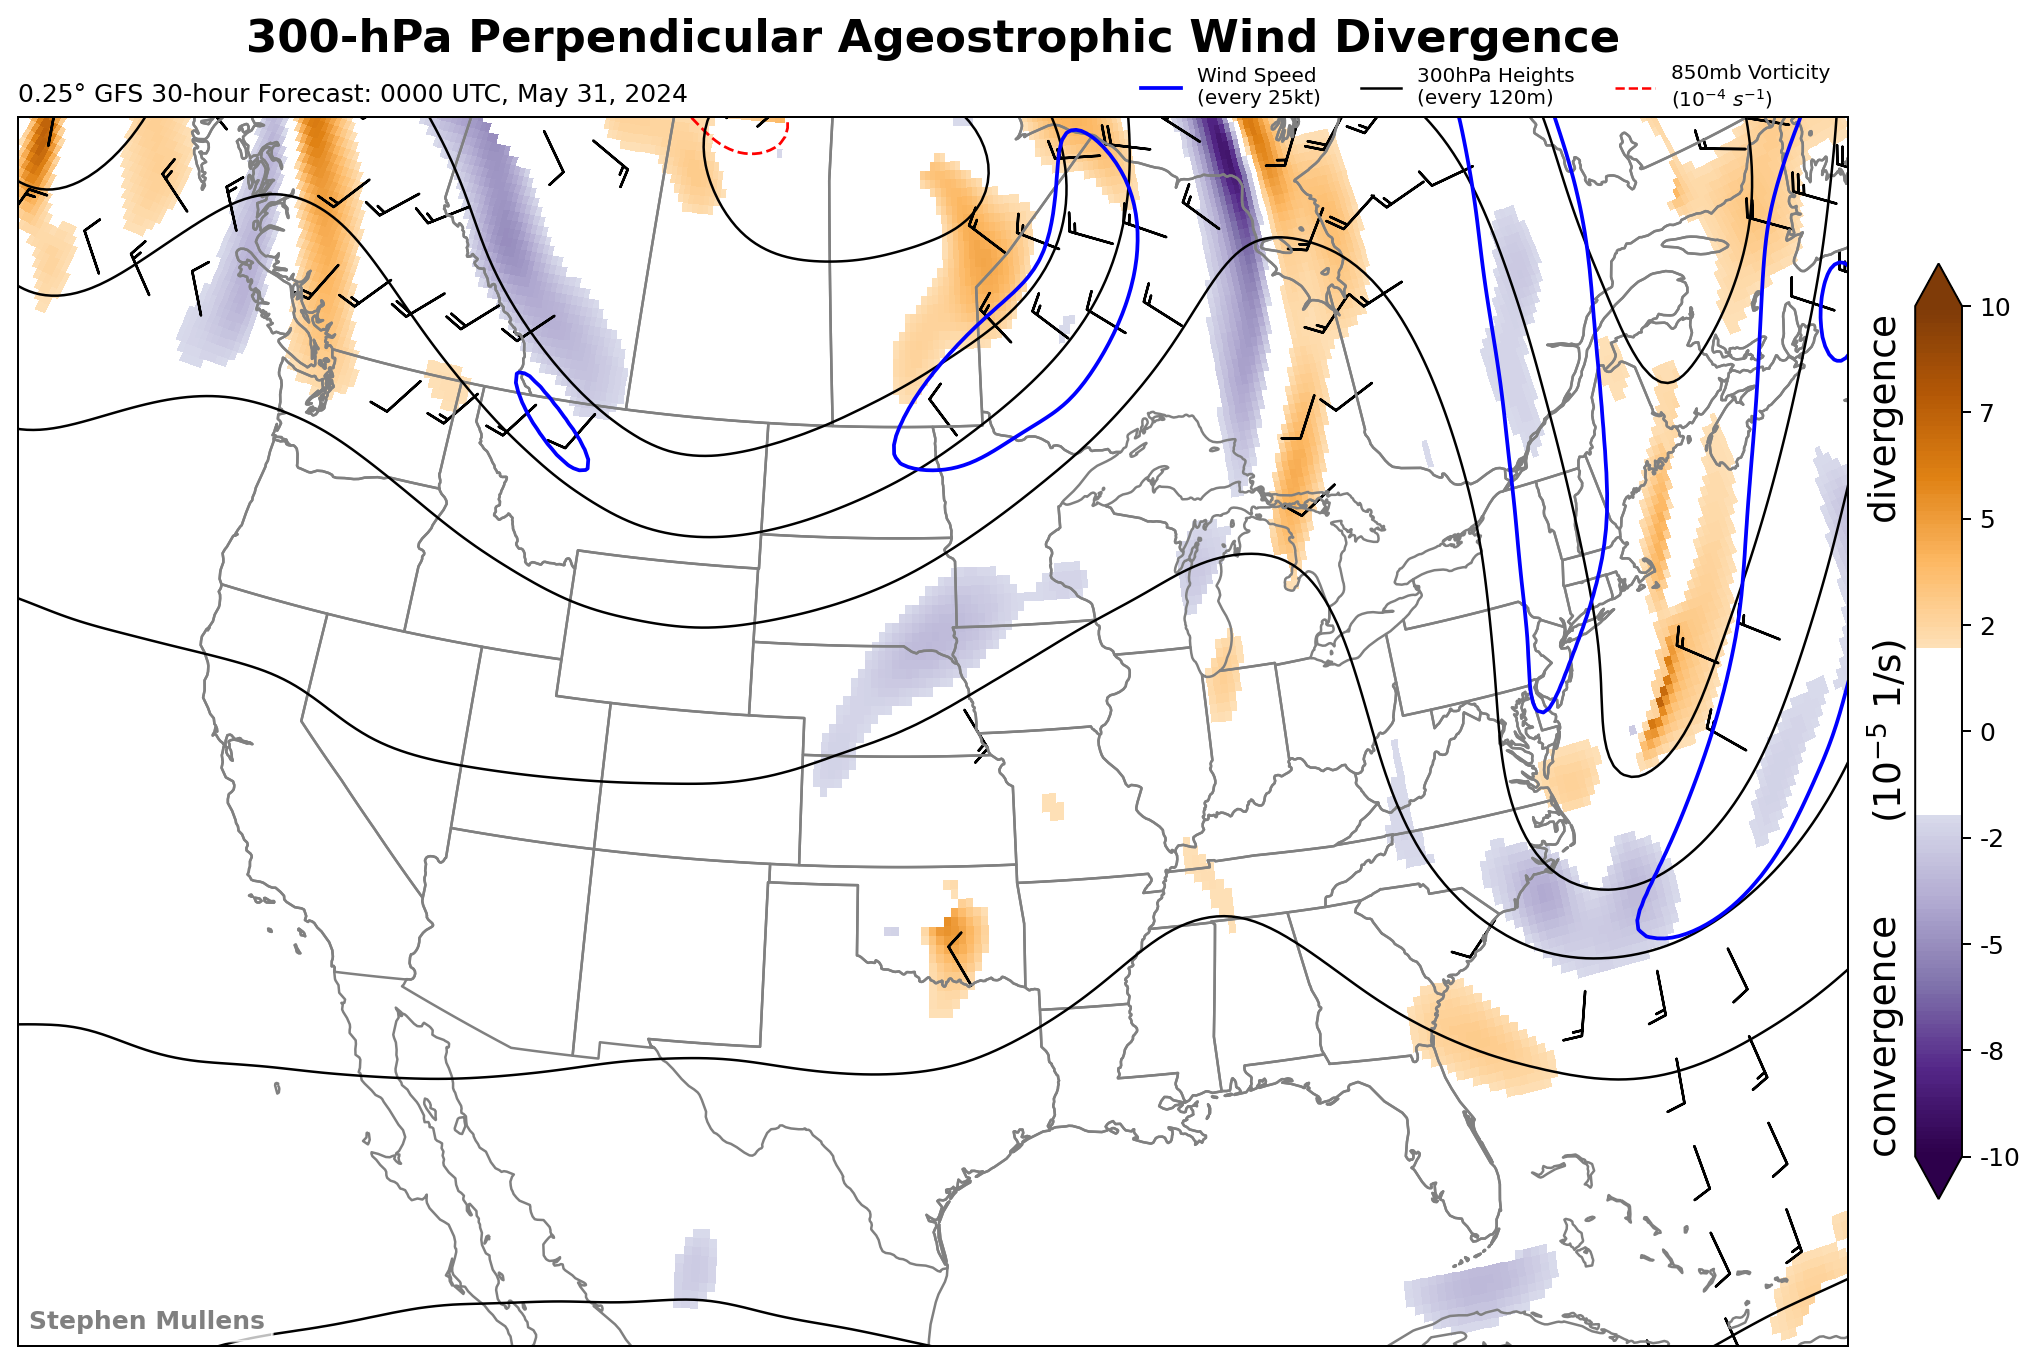 300-hPa Perpendicular Ageostrophic Wind Divergence
0.25° GFS 30-hour Forecast: 0000 UTC, May 31, 2024
Wind Speed
(every 25kt)
300hPa Heights
(every 120m)
850mb Vorticity
(10⁻⁴ s⁻¹)
10
7
5
2
0
-2
-5
-8
-10
convergence (10⁻⁵ 1/s) divergence
Stephen Mullens